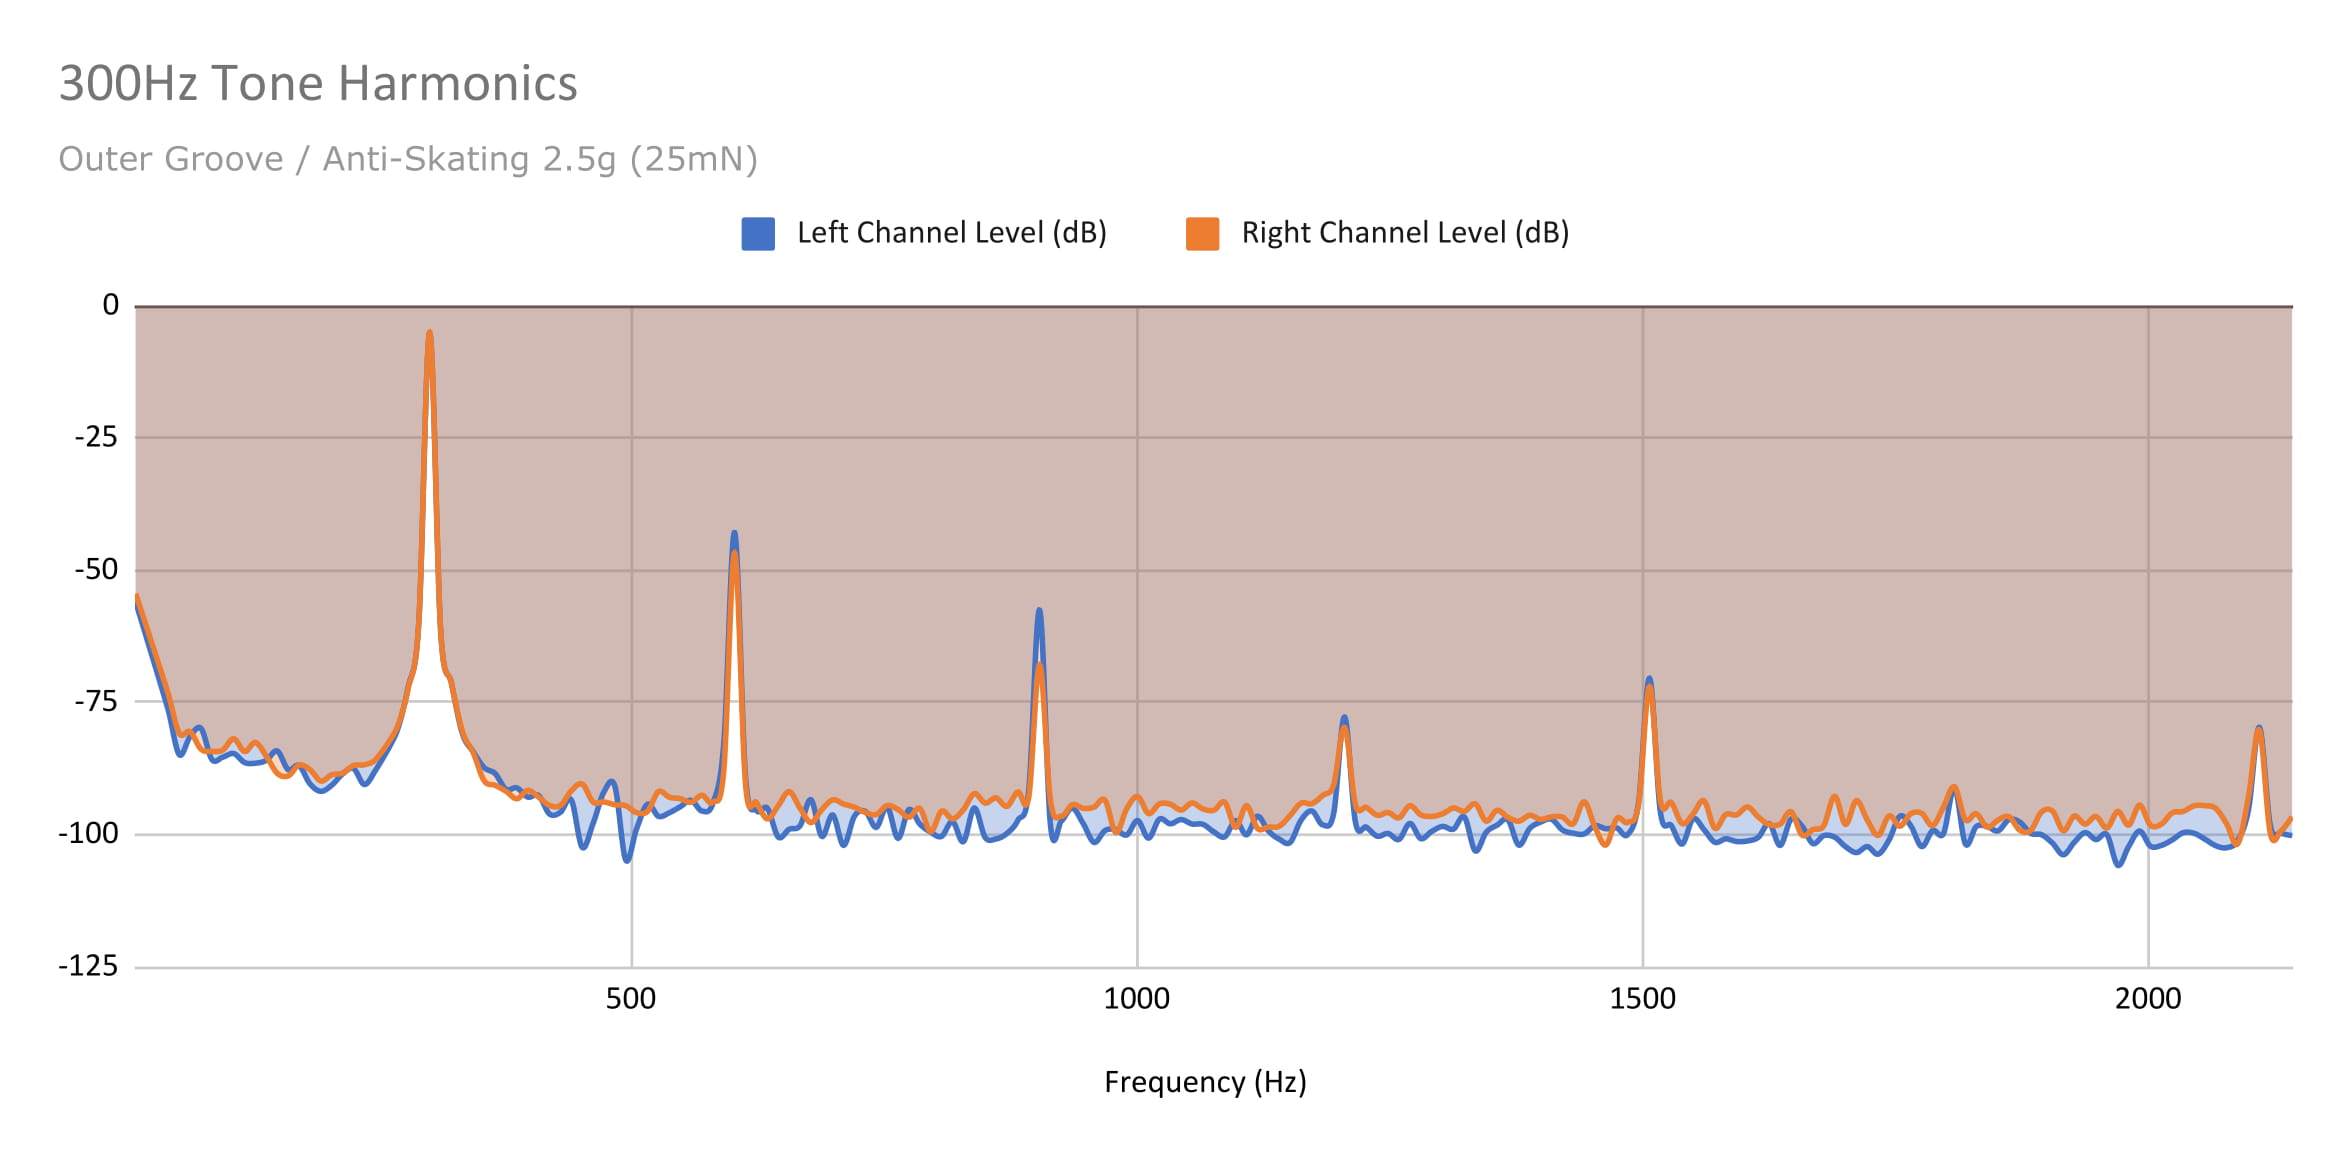 300Hz Tone Harmonics
Outer Groove / Anti-Skating 2.5g (25mN)
Left Channel Level (dB) Right Channel Level (dB)
0
-25
-50
-75
-100
-125
500 1000 1500 2000
Frequency (Hz)